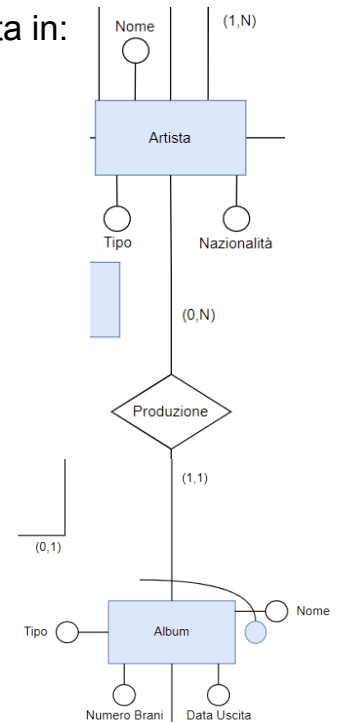 ta in:
Nome
(1,N)
Artista
Tipo
Nazionalità
(0,N)
Produzione
(1,1)
(0,1)
Nome
Tipo
Album
Numero Brani
Data Uscita